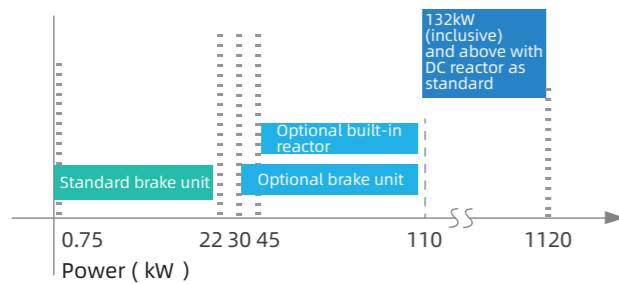 132kW
(inclusive)
and above with
DC reactor as
standard
Optional built-in
reactor
Standard brake unit
Optional brake unit
0.75 22 30 45 110 1120
Power ( kW )